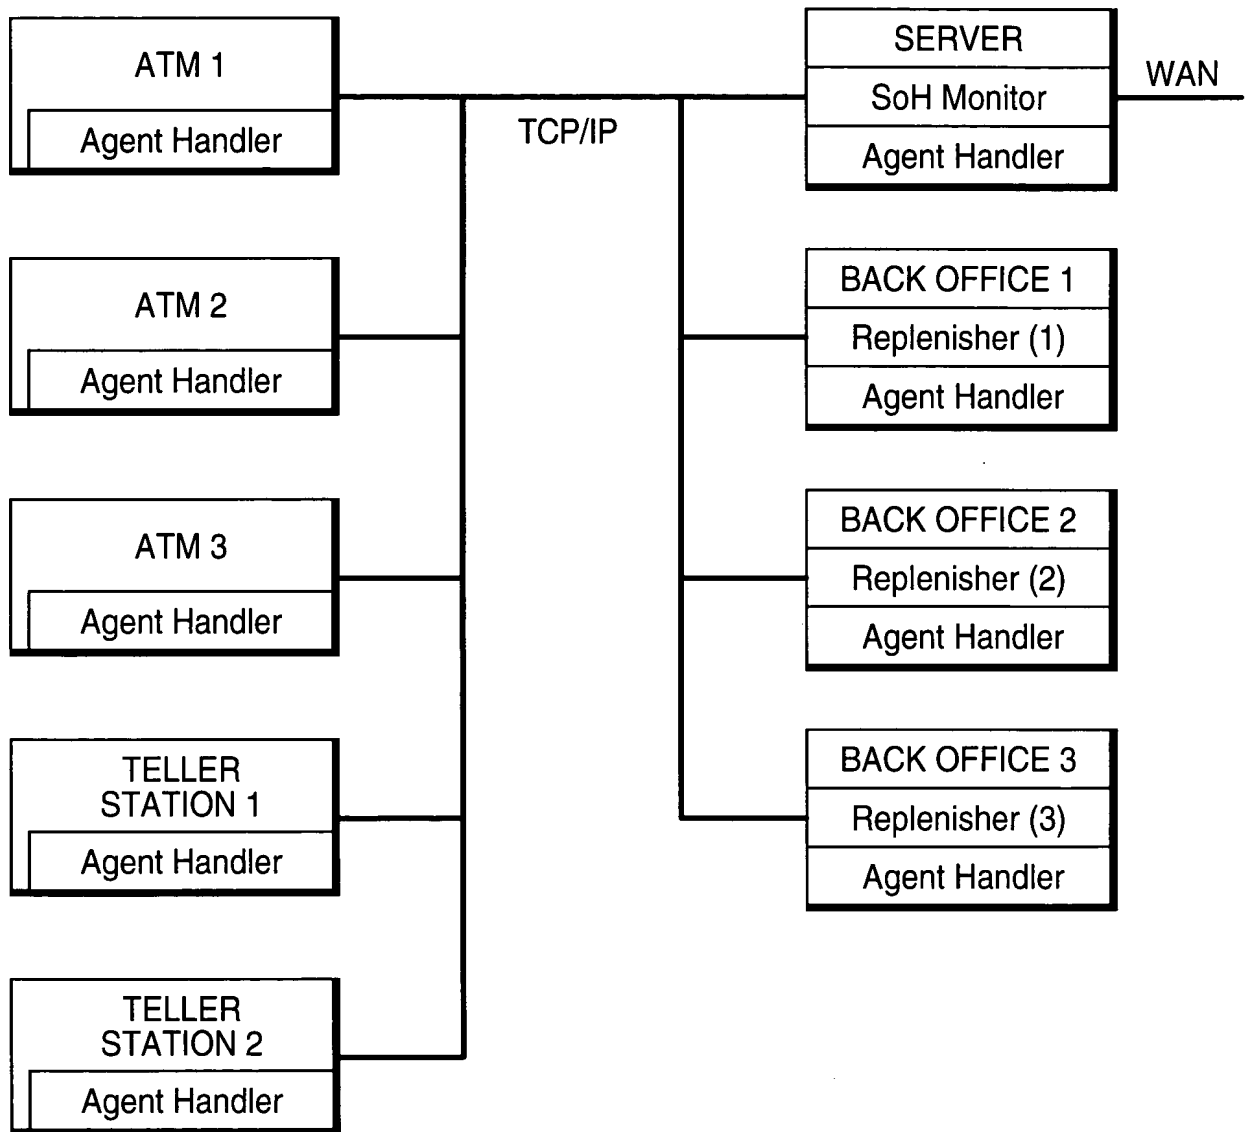 ATM 1
Agent Handler
ATM 2
Agent Handler
ATM 3
Agent Handler
TELLER
STATION 1
Agent Handler
TELLER
STATION 2
Agent Handler
TCP/IP
SERVER
SoH Monitor
Agent Handler
WAN
BACK OFFICE 1
Replenisher (1)
Agent Handler
BACK OFFICE 2
Replenisher (2)
Agent Handler
BACK OFFICE 3
Replenisher (3)
Agent Handler